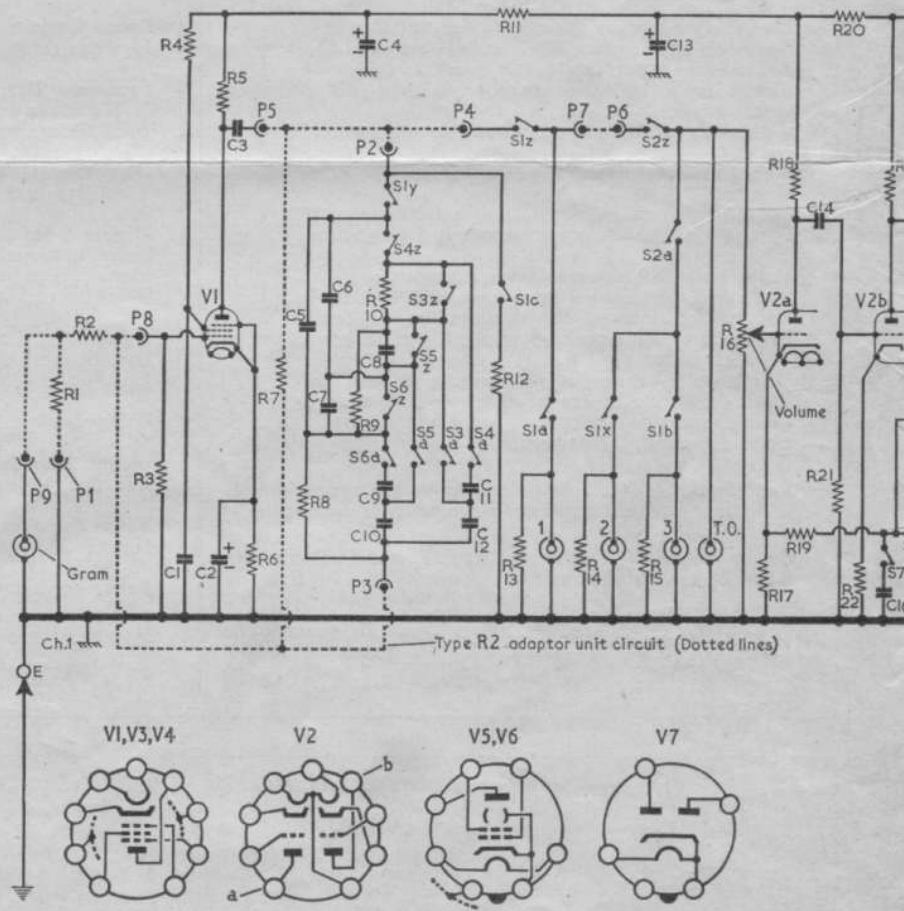 R4
R11
R20
C4
C13
R5
P5
P4
P7
P6
C3
P2
S1z
S2z
S1y
R18
C14
S4z
S2a
V1
C6
S3z
S1c
V2a
V2b
C5
R10
R2
P8
R16
C8
S5z
R12
Volume
R7
R1
C7
S6z
R9
S1a
S1x
S1b
S6a
S5a
S3a
S4a
P9
P1
R3
R8
C9
C11
R21
Gram
C10
C12
1
2
3
T.O.
R19
C1
C2
R6
P3
R13
R14
R15
R17
R22
S7
C16
Ch.1
Type R2 adaptor unit circuit (Dotted lines)
E
V1,V3,V4
V2
V5,V6
V7
b
a